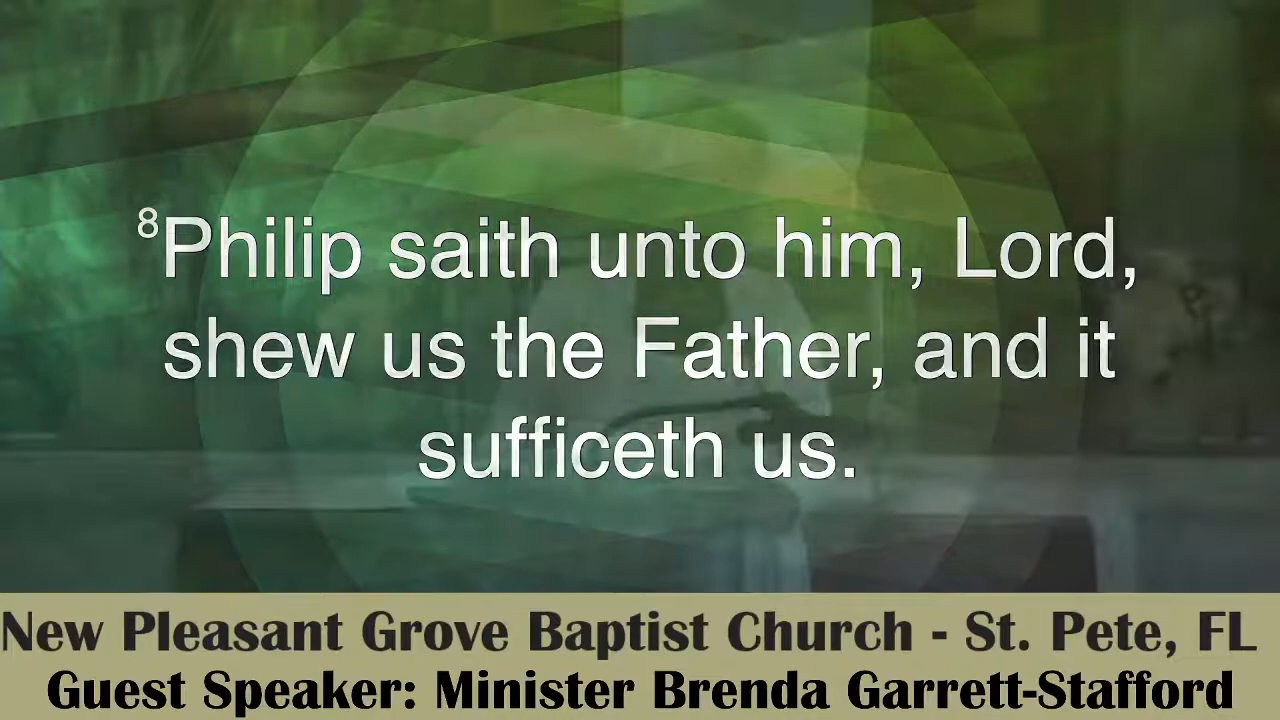 ⁸Philip saith unto him, Lord,
shew us the Father, and it
sufficeth us.
New Pleasant Grove Baptist Church - St. Pete, FL
Guest Speaker: Minister Brenda Garrett-Stafford